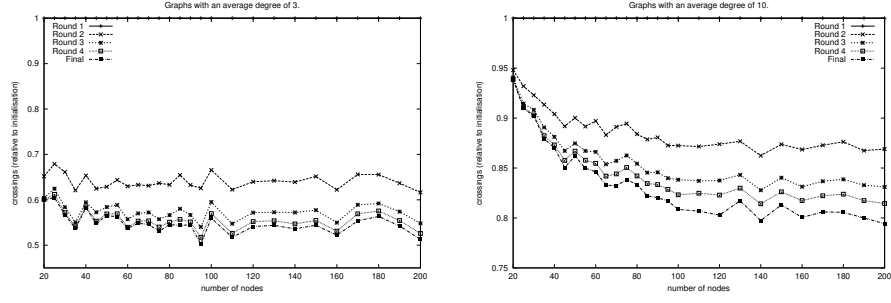 Graphs with an average degree of 3.
1
0.9
0.8
0.7
0.6
0.5
crossings (relative to initialisation)
Round 1
Round 2
Round 3
Round 4
Final
20 40 60 80 100 120 140 160 180 200
number of nodes
Graphs with an average degree of 10.
1
0.95
0.9
0.85
0.8
0.75
crossings (relative to initialisation)
Round 1
Round 2
Round 3
Round 4
Final
20 40 60 80 100 120 140 160 180 200
number of nodes